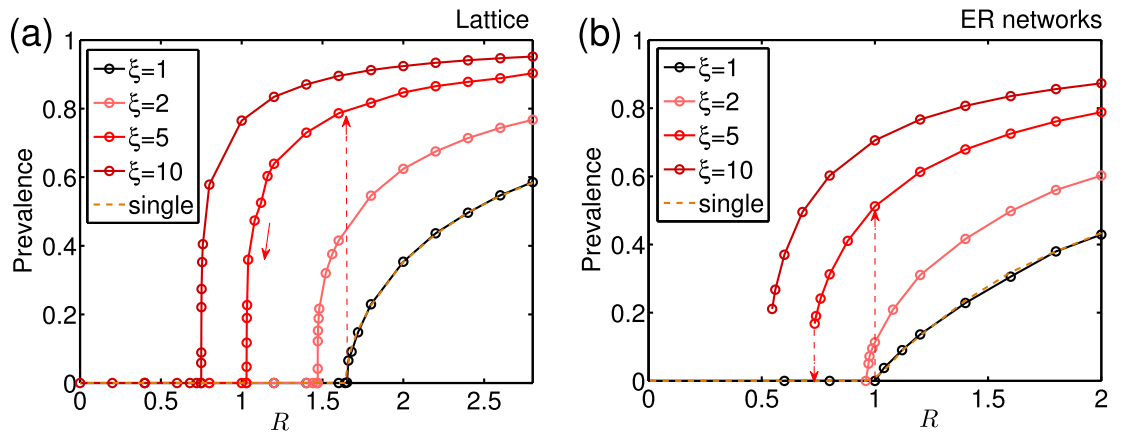 (a)
Lattice
ξ=1
ξ=2
ξ=5
ξ=10
single
Prevalence
0
0.2
0.4
0.6
0.8
1
0 0.5 1 1.5 2 2.5
R
(b)
ER networks
ξ=1
ξ=2
ξ=5
ξ=10
single
Prevalence
0
0.2
0.4
0.6
0.8
1
0 0.5 1 1.5 2
R